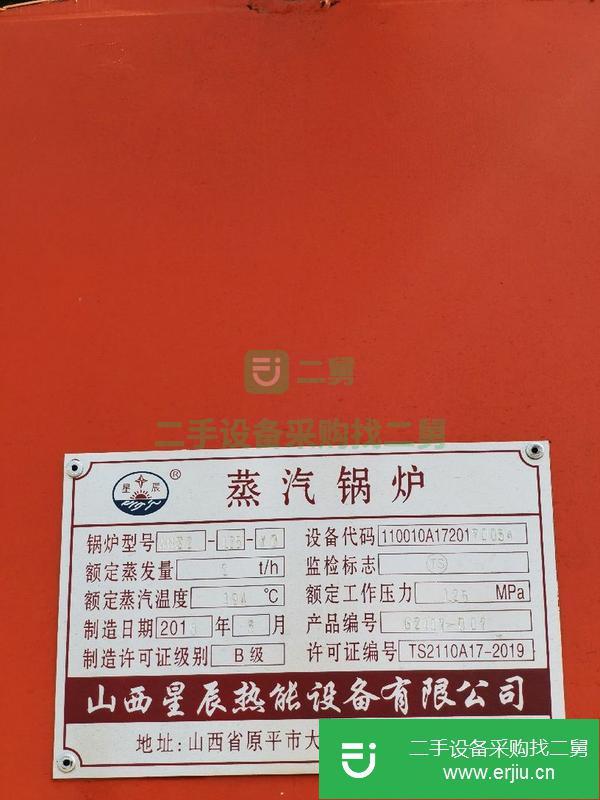 二舅
二手设备采购找二舅
星辰 ®
蒸汽锅炉
锅炉型号 设备代码 110010A17201
额定蒸发量 t/h 监检标志 TS
额定蒸汽温度 194 ℃ 额定工作压力 MPa
制造日期 201 年 月 产品编号
制造许可证级别 B 级 许可证编号 TS2110A17-2019
山西星辰热能设备有限公司
地址:山西省原平市大
二手设备采购找二舅
www.erjiu.cn